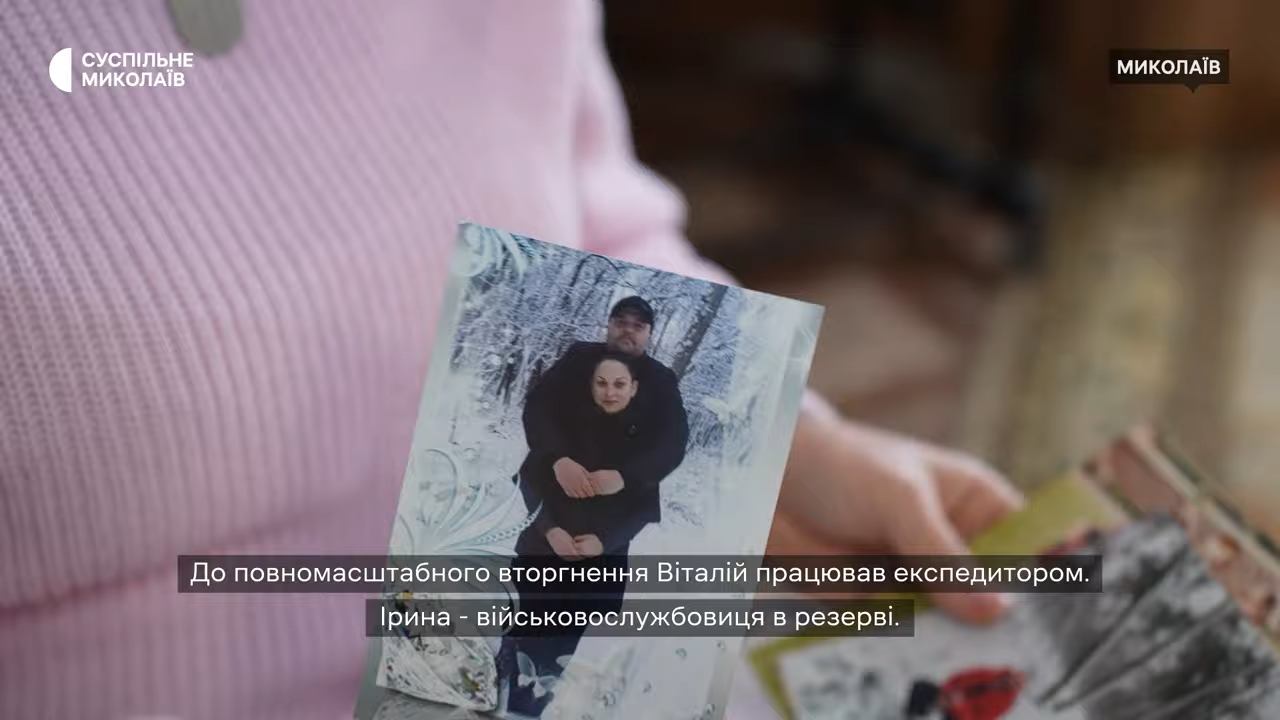 СУСПІЛЬНЕ
МИКОЛАЇВ
МИКОЛАЇВ
До повномасштабного вторгнення Віталій працював експедитором.
Ірина - військовослужбовиця в резерві.